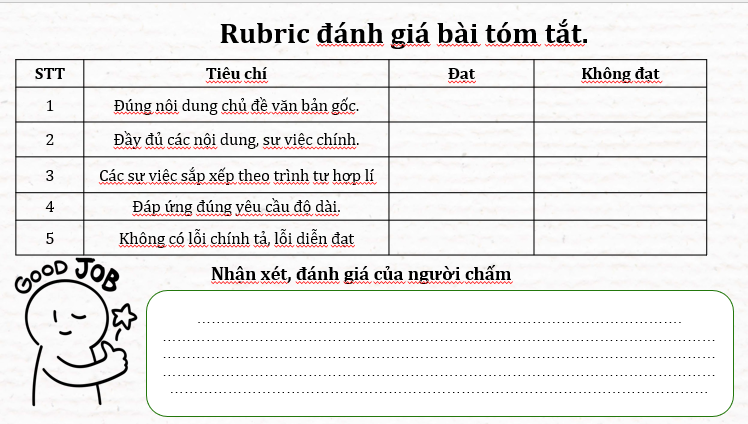 Rubric đánh giá bài tóm tắt.
STT Tiêu chí Đạt Không đạt
1 Đúng nội dung chủ đề văn bản gốc.
2 Đầy đủ các nội dung, sự việc chính.
3 Các sự việc sắp xếp theo trình tự hợp lí
4 Đáp ứng đúng yêu cầu độ dài.
5 Không có lỗi chính tả, lỗi diễn đạt
GOOD JOB
Nhận xét, đánh giá của người chấm